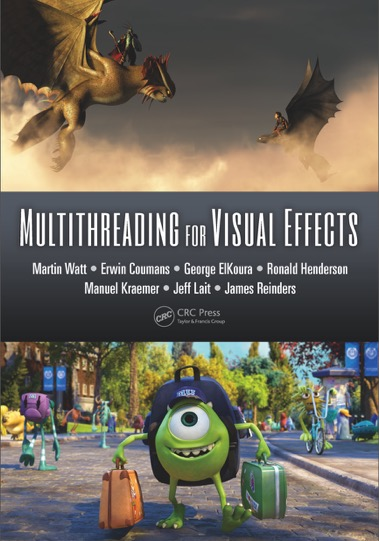 MULTITHREADING FOR VISUAL EFFECTS
Martin Watt • Erwin Coumans • George ElKoura • Ronald Henderson
Manuel Kraemer • Jeff Lait • James Reinders
CRC
CRC Press
Taylor & Francis Group